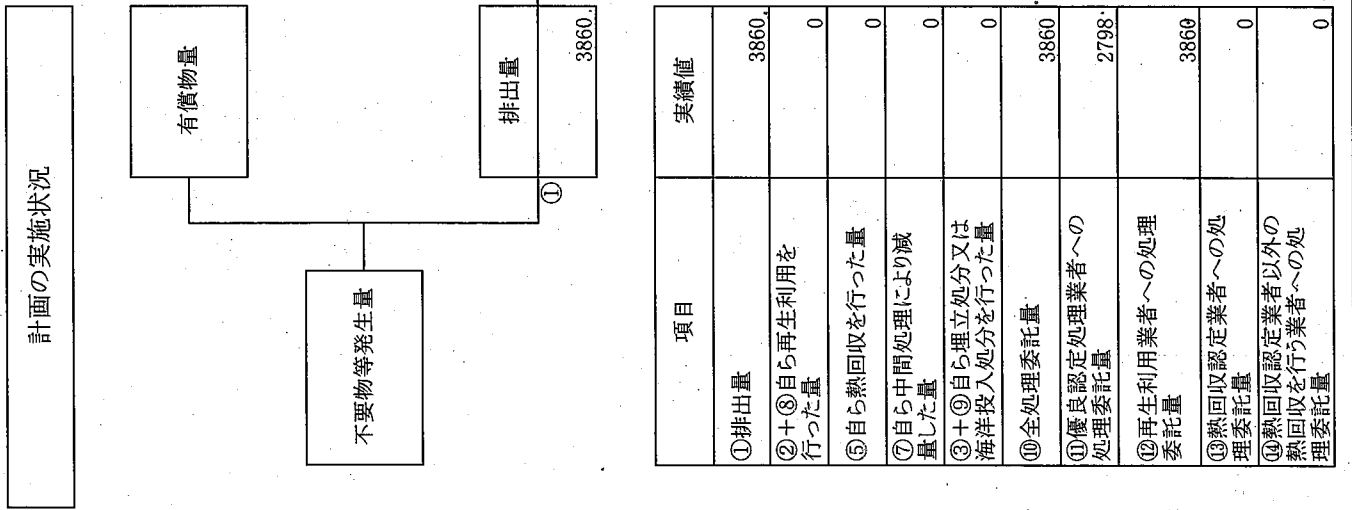 計画の実施状況
有償物量
不要物等発生量
排出量
①
3860
項目
実績値
①排出量
3860
②+⑧自ら再生利用を
行った量
0
⑤自ら熱回収を行った量
0
⑦自ら中間処理により減
量した量
0
③+⑨自ら埋立処分又は
海洋投入処分を行った量
0
⑩全処理委託量
3860
⑪優良認定処理業者への
処理委託量
2798
⑫再生利用業者への処理
委託量
3860
⑬熱回収認定業者への処
理委託量
0
⑭熱回収認定業者以外の
熱回収を行う業者への処
理委託量
0